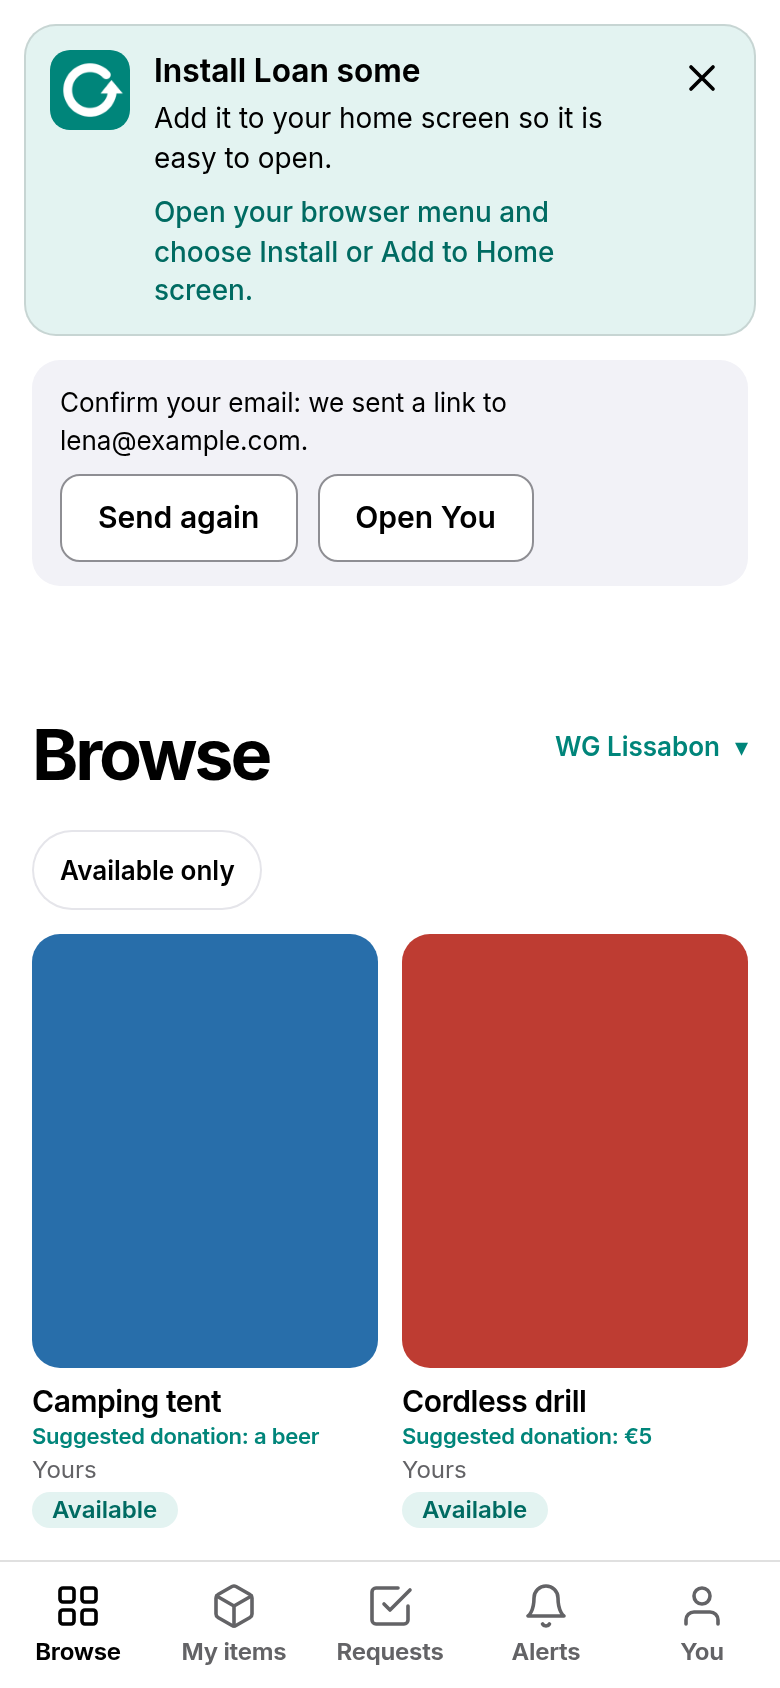 Install Loan some
Add it to your home screen so it is
easy to open.
Open your browser menu and
choose Install or Add to Home
screen.
Confirm your email: we sent a link to
lena@example.com.
Send again
Open You
Browse
WG Lissabon ▾
Available only
Camping tent
Suggested donation: a beer
Yours
Available
Cordless drill
Suggested donation: €5
Yours
Available
Browse
My items
Requests
Alerts
You